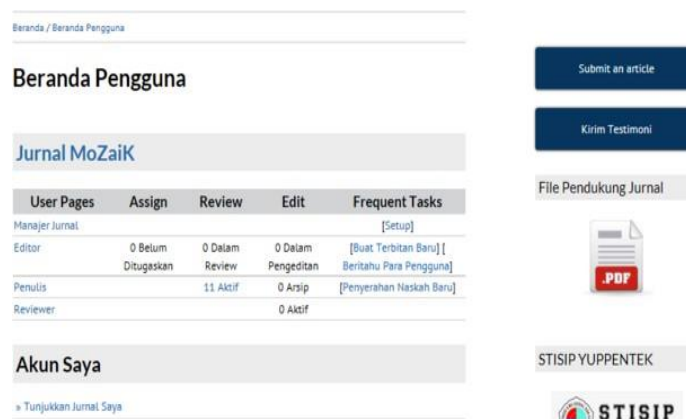 Beranda / Beranda Pengguna
Beranda Pengguna
Jurnal MoZaiK
User Pages Assign Review Edit Frequent Tasks
Manajer Jurnal [Setup]
Editor 0 Belum 0 Dalam 0 Dalam [Buat Terbitan Baru] [
Ditugaskan Review Pengeditan Beritahu Para Pengguna]
Penulis 11 Aktif 0 Arsip [Penyerahan Naskah Baru]
Reviewer 0 Aktif
Akun Saya
» Tunjukkan Jurnal Saya
Submit an article
Kirim Testimoni
File Pendukung Jurnal
.PDF
STISIP YUPPENTEK
STISIP